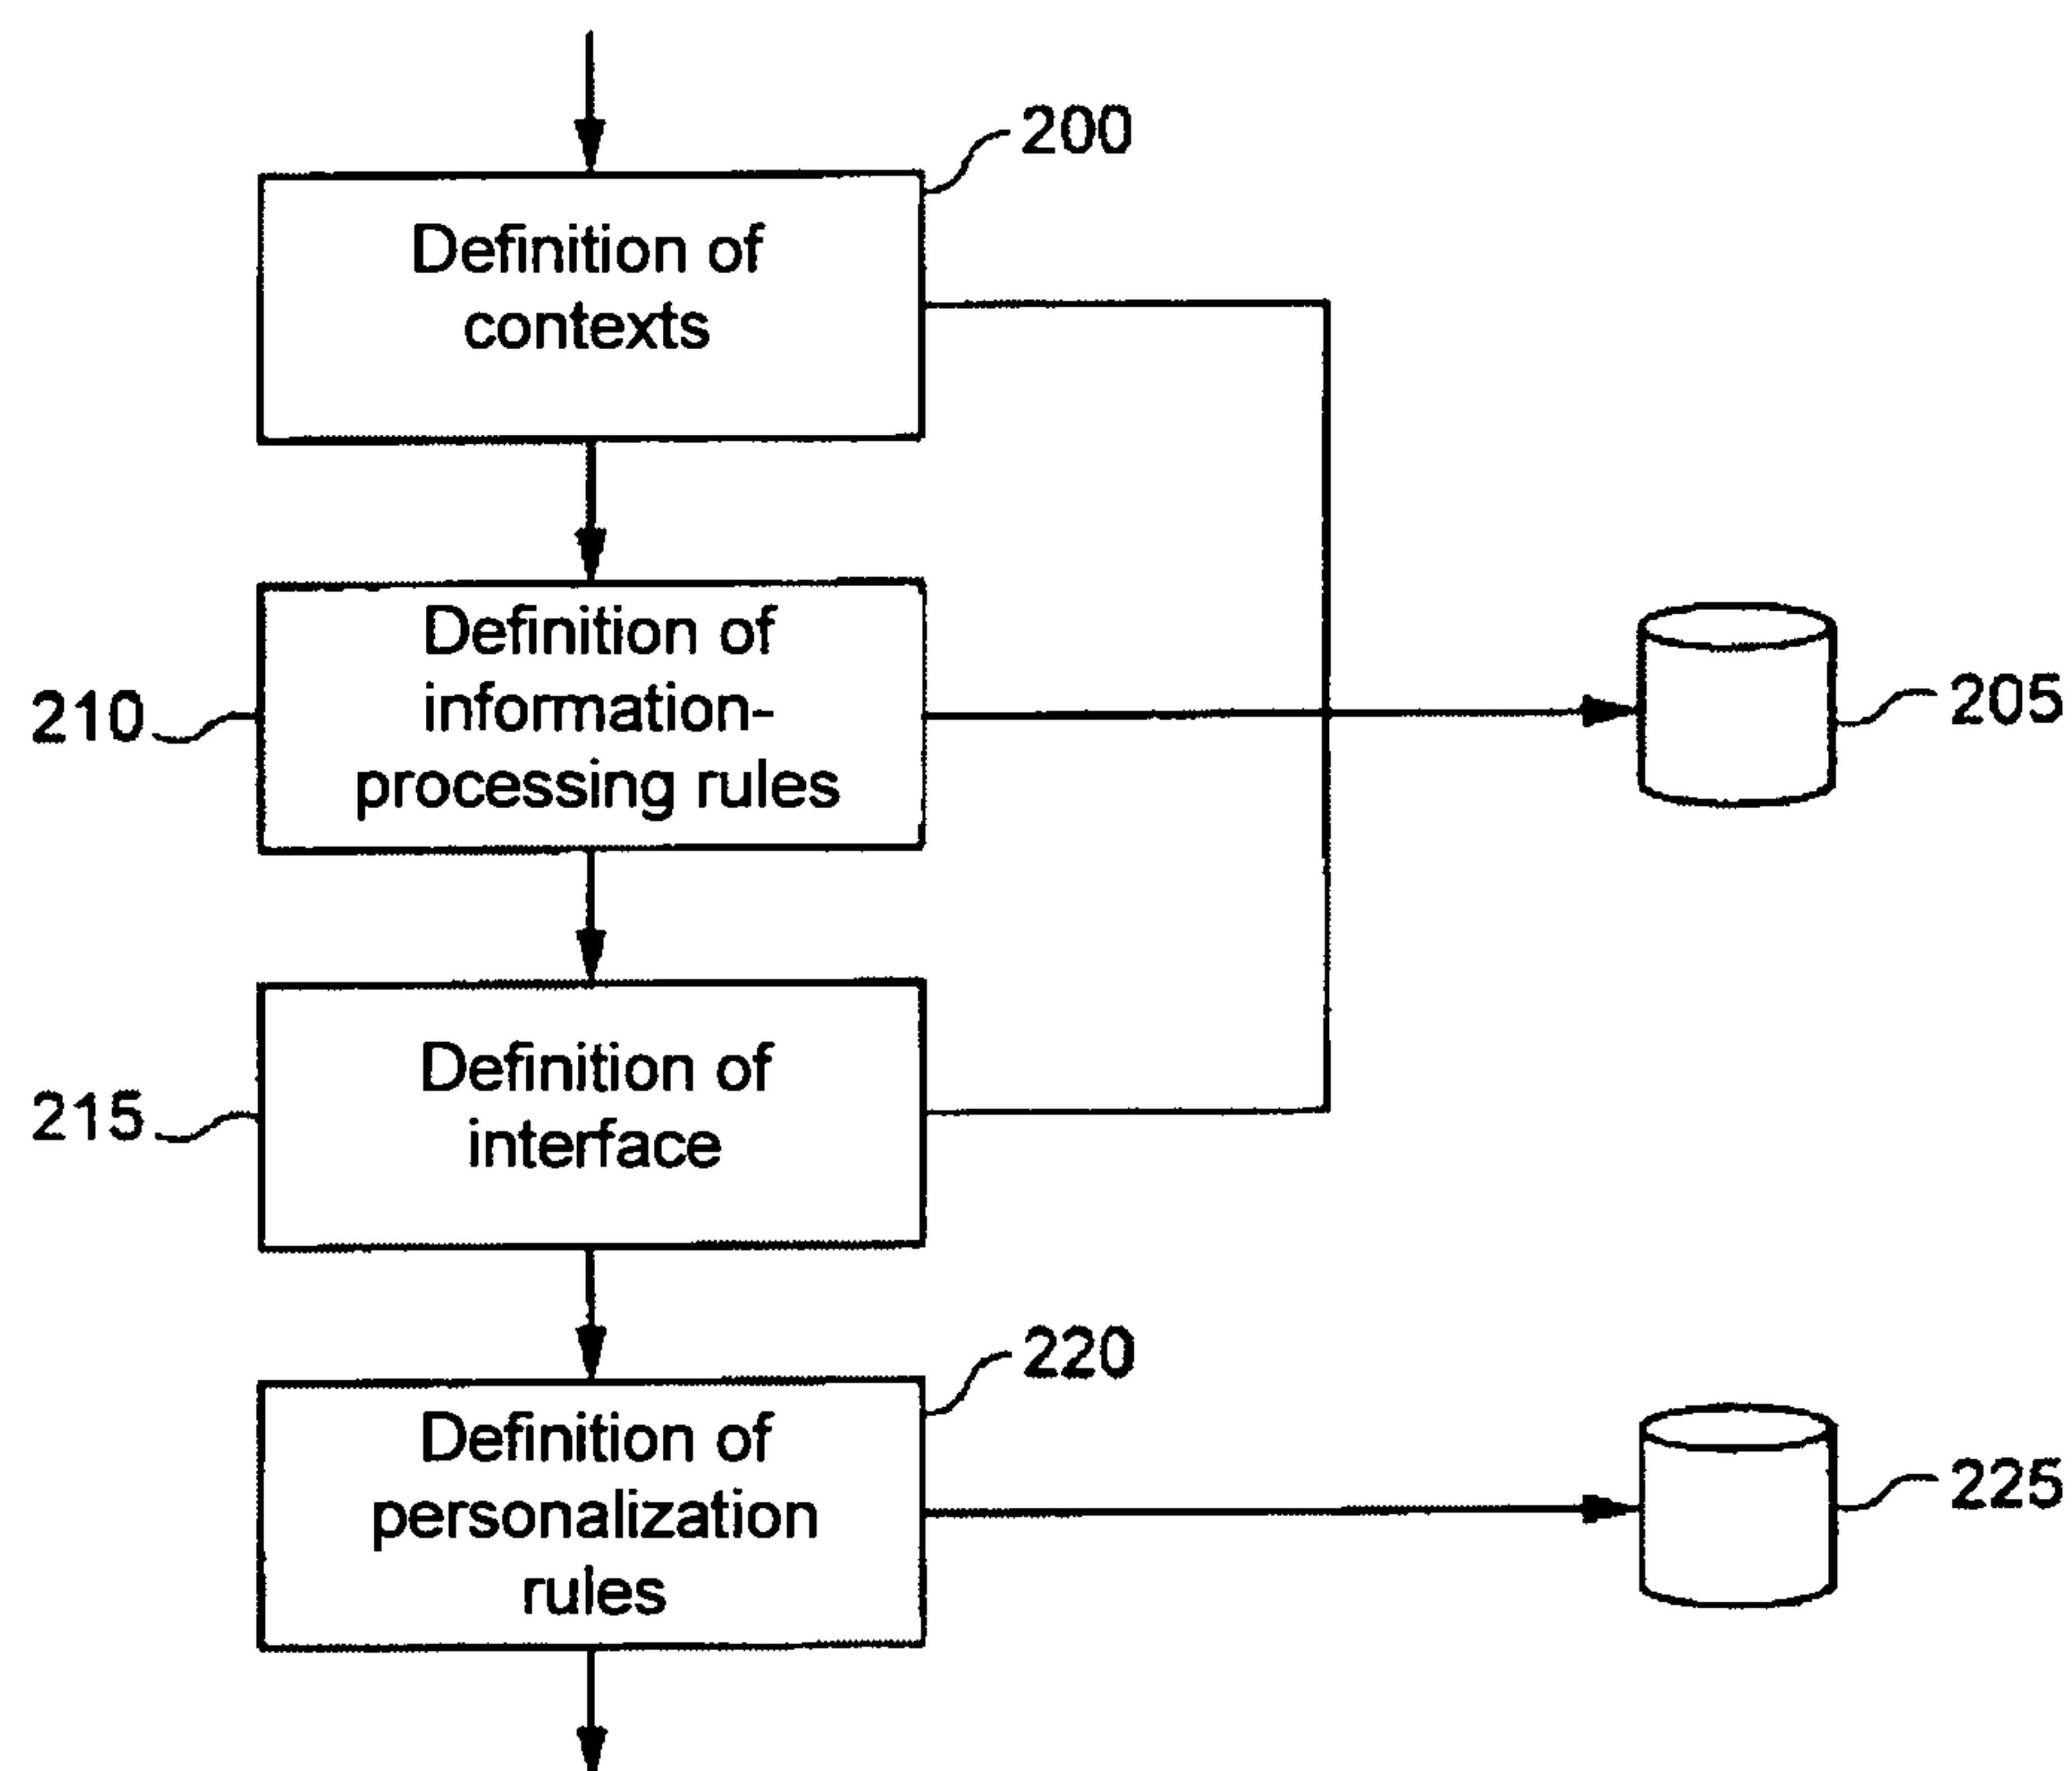 200
Definition of
contexts
Definition of
information-
processing rules
210
205
Definition of
interface
215
220
Definition of
personalization
rules
225